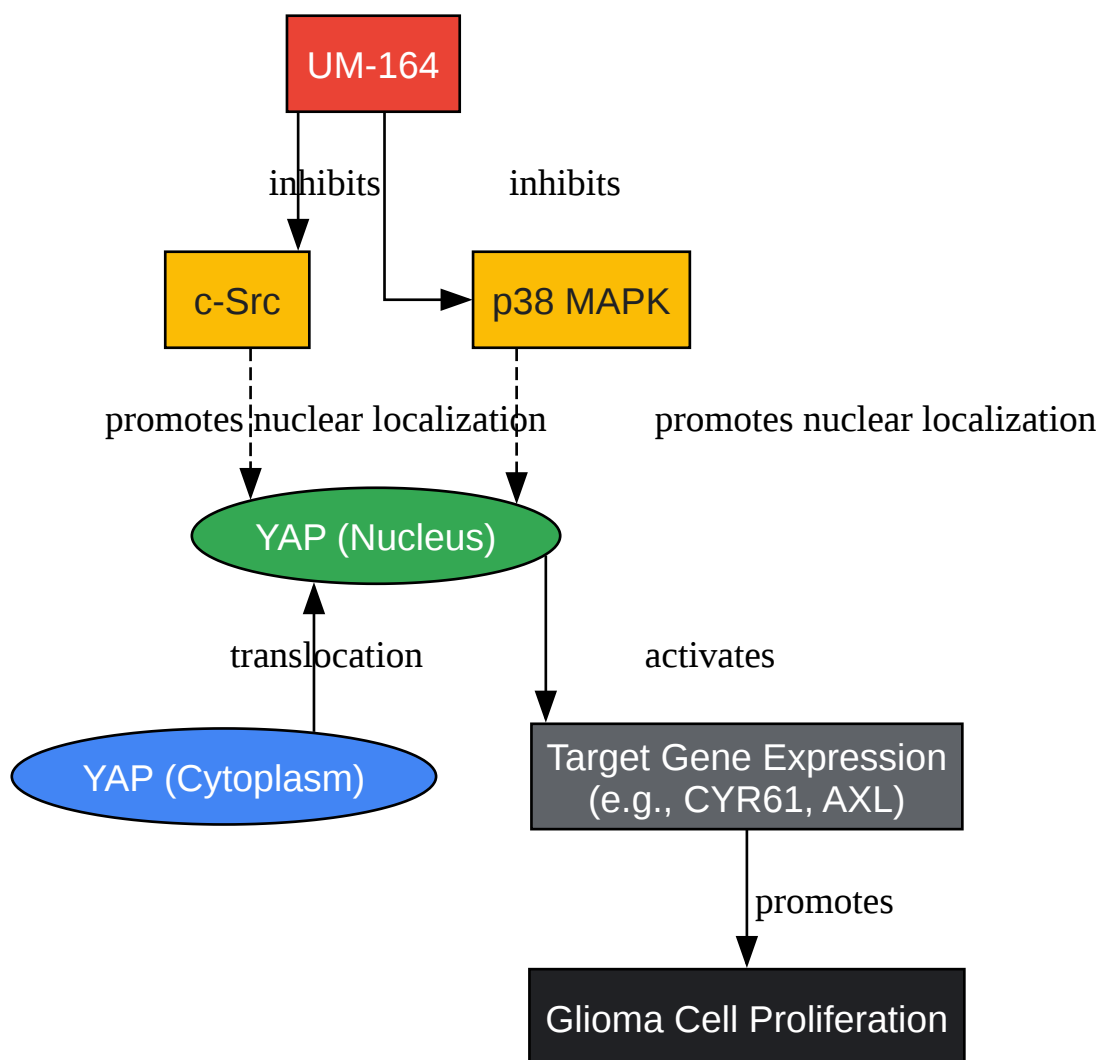 UM-164
inhibits
inhibits
c-Src
p38 MAPK
promotes nuclear localization
promotes nuclear localization
YAP (Nucleus)
translocation
activates
YAP (Cytoplasm)
Target Gene Expression
(e.g., CYR61, AXL)
promotes
Glioma Cell Proliferation